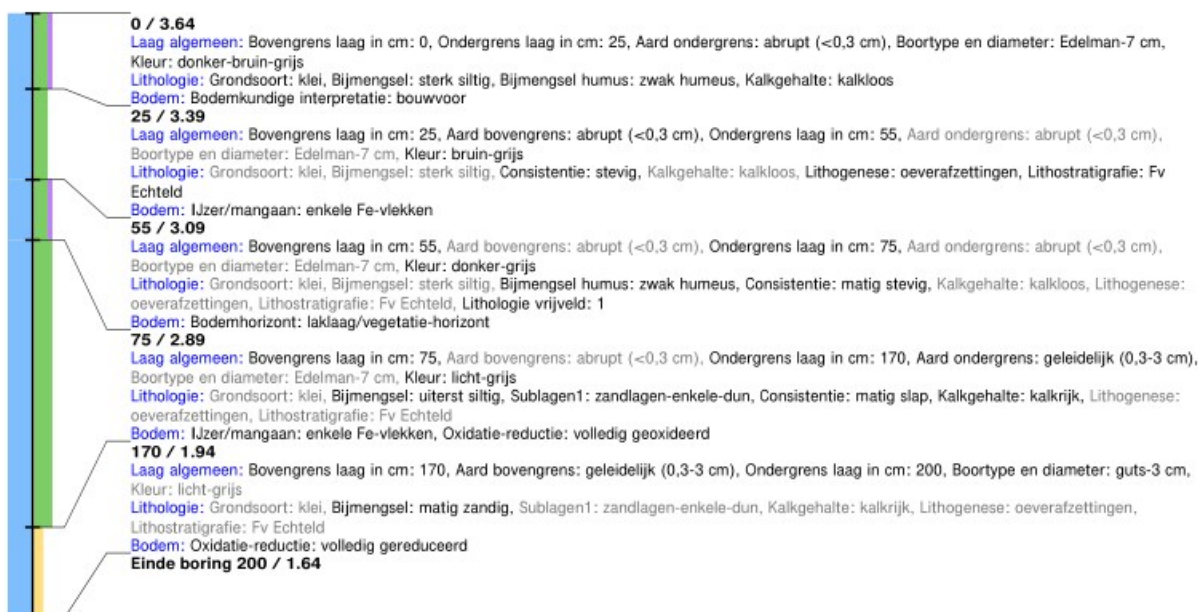 0 / 3.64
Laag algemeen: Bovengrens laag in cm: 0, Ondergrens laag in cm: 25, Aard ondergrens: abrupt (<0,3 cm), Boortype en diameter: Edelman-7 cm,
Kleur: donker-bruin-grijs
Lithologie: Grondsoort: klei, Bijmengsel: sterk siltig, Bijmengsel humus: zwak humeus, Kalkgehalte: kalkloos
Bodem: Bodemkundige interpretatie: bouwvoor
25 / 3.39
Laag algemeen: Bovengrens laag in cm: 25, Aard bovengrens: abrupt (<0,3 cm), Ondergrens laag in cm: 55, Aard ondergrens: abrupt (<0,3 cm),
Boortype en diameter: Edelman-7 cm, Kleur: bruin-grijs
Lithologie: Grondsoort: klei, Bijmengsel: sterk siltig, Consistentie: stevig, Kalkgehalte: kalkloos, Lithogenese: oeverafzettingen, Lithostratigrafie: Fv
Echteld
Bodem: IJzer/mangaan: enkele Fe-vlekken
55 / 3.09
Laag algemeen: Bovengrens laag in cm: 55, Aard bovengrens: abrupt (<0,3 cm), Ondergrens laag in cm: 75, Aard ondergrens: abrupt (<0,3 cm),
Boortype en diameter: Edelman-7 cm, Kleur: donker-grijs
Lithologie: Grondsoort: klei, Bijmengsel: sterk siltig, Bijmengsel humus: zwak humeus, Consistentie: matig stevig, Kalkgehalte: kalkloos, Lithogenese:
oeverafzettingen, Lithostratigrafie: Fv Echteld, Lithologie vrijveld: 1
Bodem: Bodemhorizont: laklaag/vegetatie-horizont
75 / 2.89
Laag algemeen: Bovengrens laag in cm: 75, Aard bovengrens: abrupt (<0,3 cm), Ondergrens laag in cm: 170, Aard ondergrens: geleidelijk (0,3-3 cm),
Boortype en diameter: Edelman-7 cm, Kleur: licht-grijs
Lithologie: Grondsoort: klei, Bijmengsel: uiterst siltig, Sublagen1: zandlagen-enkele-dun, Consistentie: matig slap, Kalkgehalte: kalkrijk, Lithogenese:
oeverafzettingen, Lithostratigrafie: Fv Echteld
Bodem: IJzer/mangaan: enkele Fe-vlekken, Oxidatie-reductie: volledig geoxideerd
170 / 1.94
Laag algemeen: Bovengrens laag in cm: 170, Aard bovengrens: geleidelijk (0,3-3 cm), Ondergrens laag in cm: 200, Boortype en diameter: guts-3 cm,
Kleur: licht-grijs
Lithologie: Grondsoort: klei, Bijmengsel: matig zandig, Sublagen1: zandlagen-enkele-dun, Kalkgehalte: kalkrijk, Lithogenese: oeverafzettingen,
Lithostratigrafie: Fv Echteld
Bodem: Oxidatie-reductie: volledig gereduceerd
Einde boring 200 / 1.64